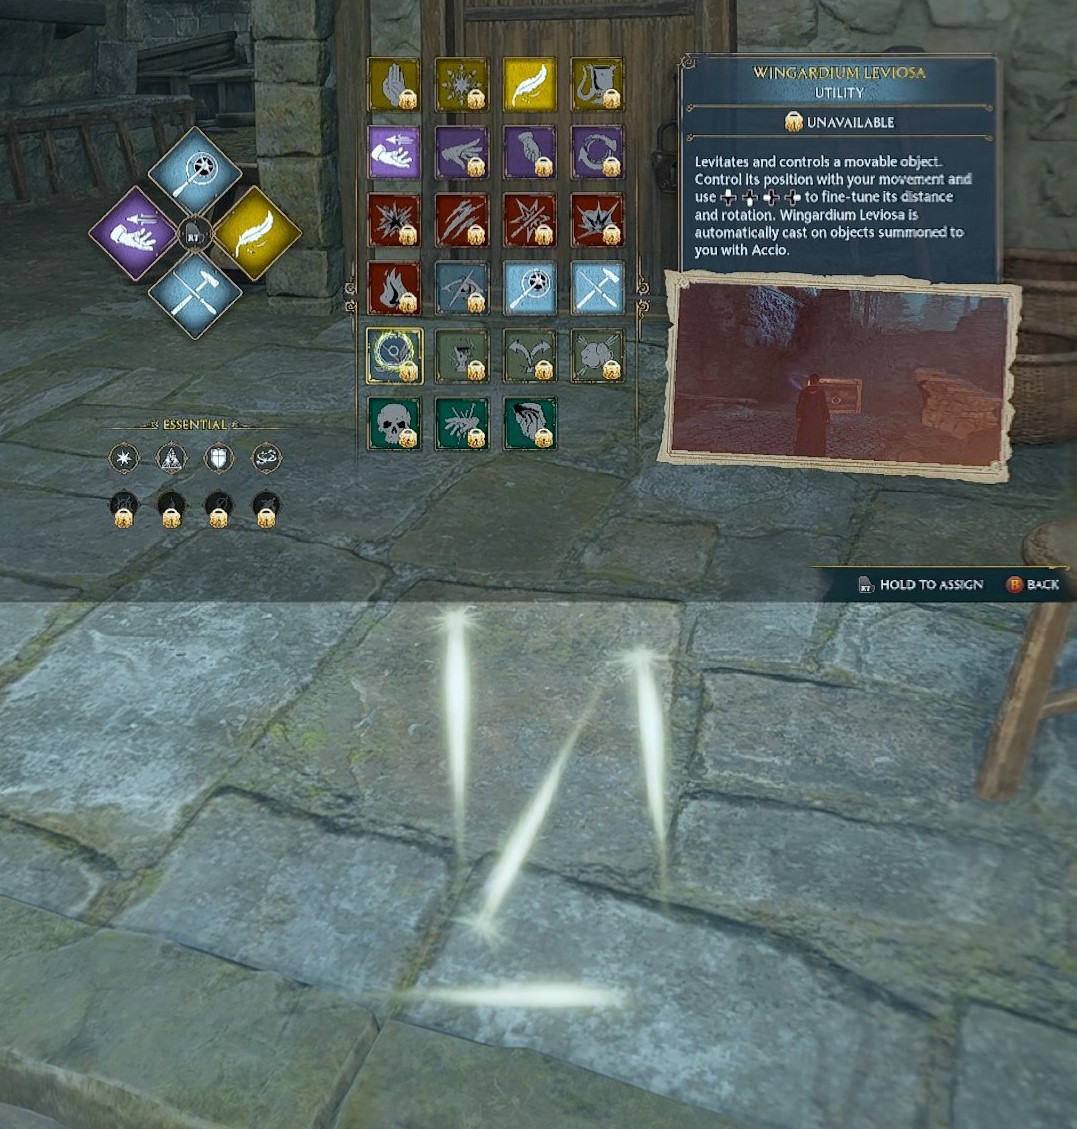 WINGARDIUM LEVIOSA
UTILITY
UNAVAILABLE
Levitates and controls a movable object.
Control its position with your movement and
use to fine-tune its distance
and rotation. Wingardium Leviosa is
automatically cast on objects summoned to
you with Accio.
RT
ESSENTIAL
RT HOLD TO ASSIGN B BACK